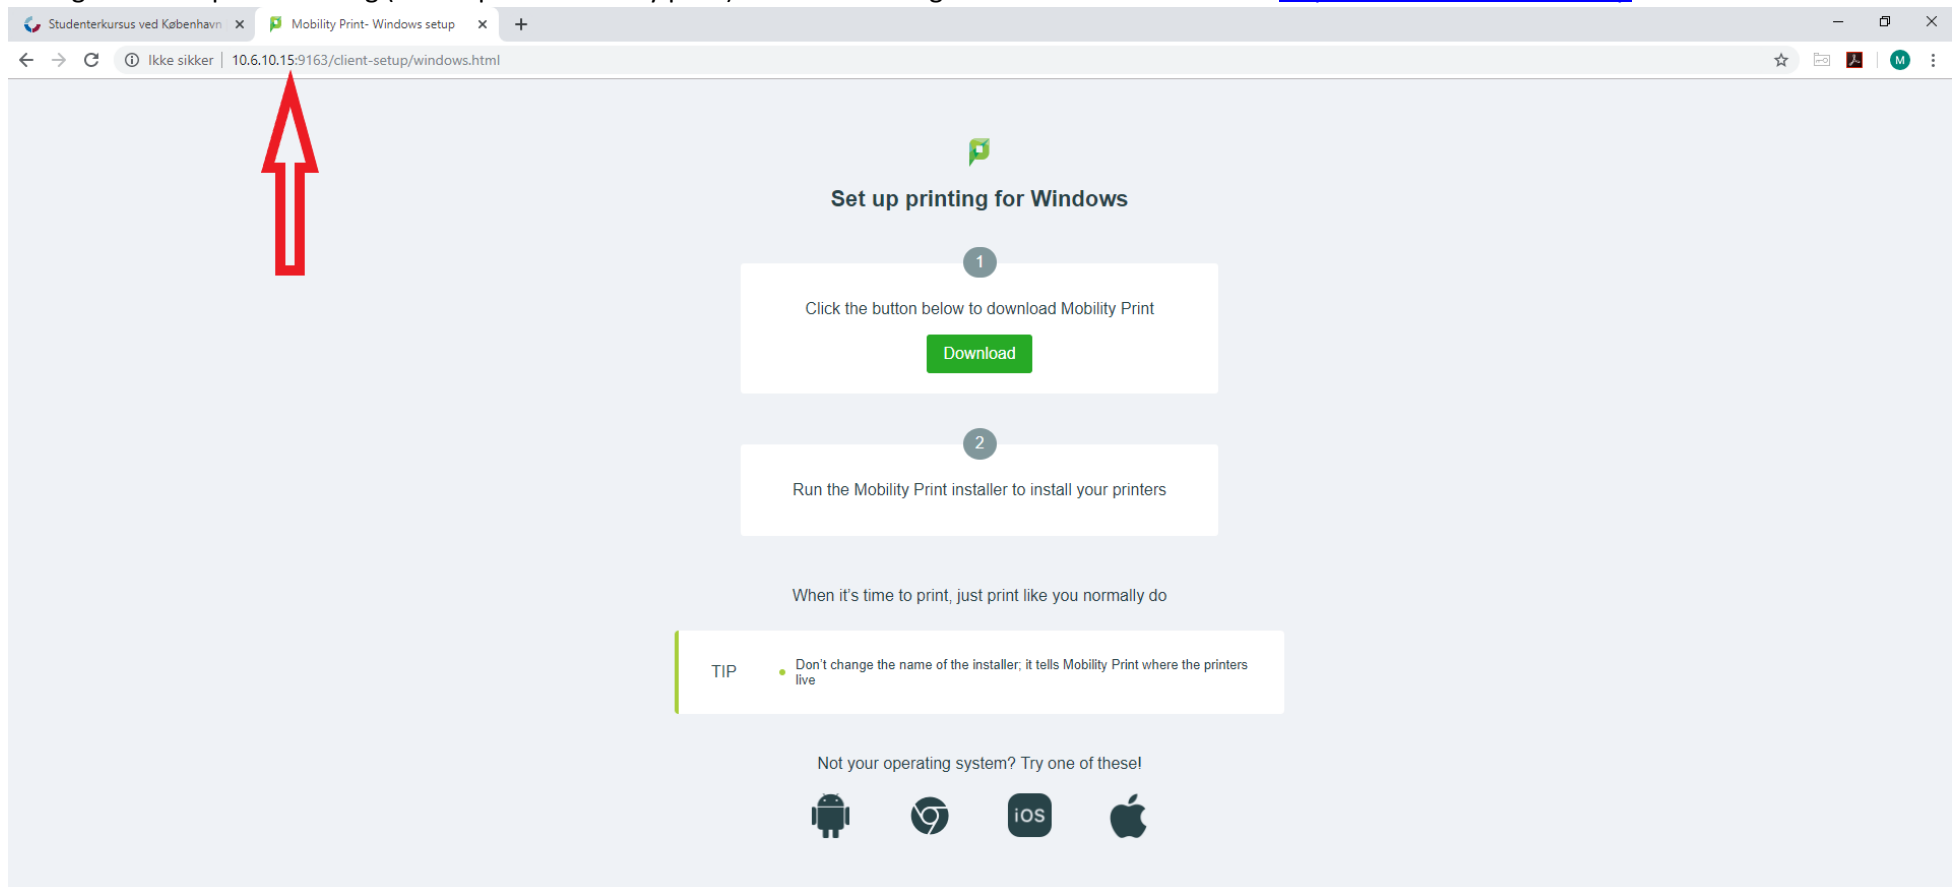 Studenterkursus ved København
Mobility Print- Windows setup
Ikke sikker | 10.6.10.15:9163/client-setup/windows.html
M
Set up printing for Windows
1
Click the button below to download Mobility Print
Download
2
Run the Mobility Print installer to install your printers
When it's time to print, just print like you normally do
TIP
• Don't change the name of the installer; it tells Mobility Print where the printers
live
Not your operating system? Try one of these!
iOS